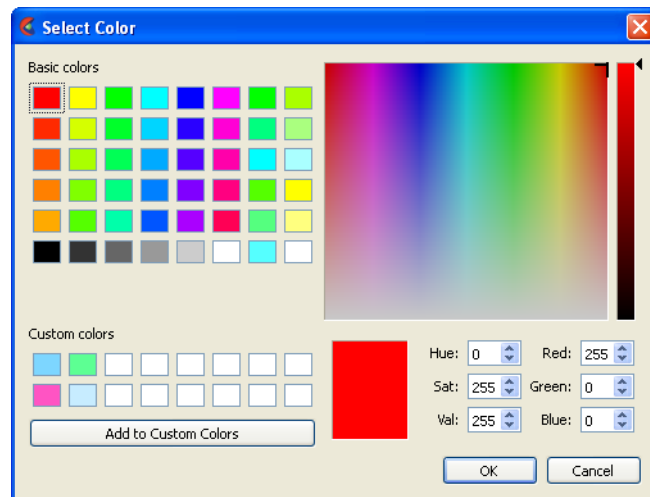 Select Color
Basic colors
Custom colors
Add to Custom Colors
Hue: 0 Red: 255
Sat: 255 Green: 0
Val: 255 Blue: 0
OK Cancel